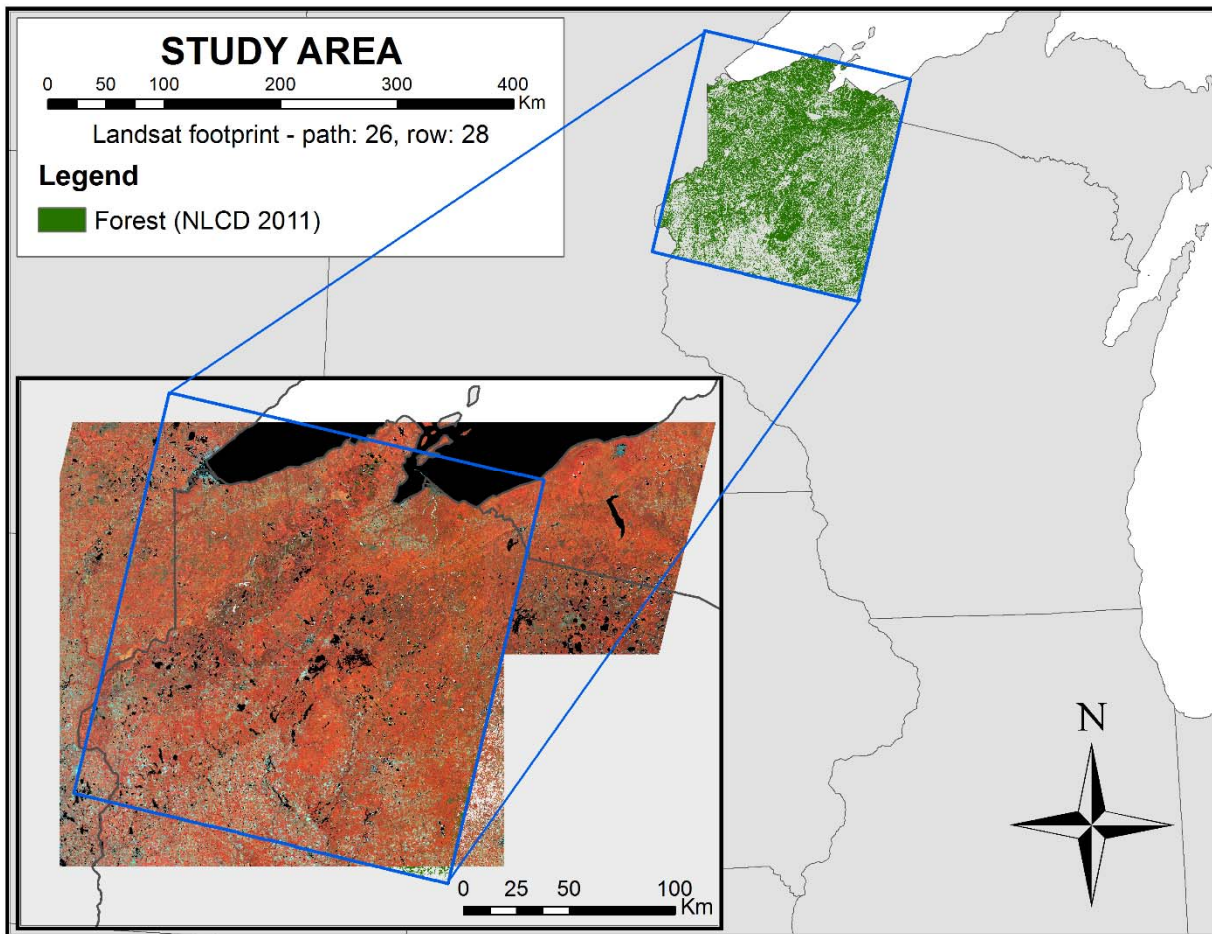 STUDY AREA
0 50 100 200 300 400
Km
Landsat footprint - path: 26, row: 28
Legend
Forest (NLCD 2011)
N
0 25 50 100
Km